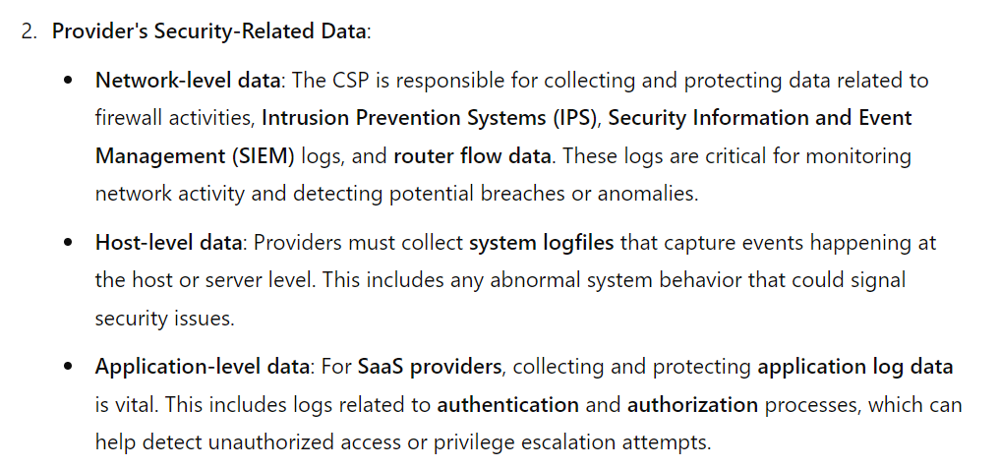 2. Provider's Security-Related Data:
• Network-level data: The CSP is responsible for collecting and protecting data related to
firewall activities, Intrusion Prevention Systems (IPS), Security Information and Event
Management (SIEM) logs, and router flow data. These logs are critical for monitoring
network activity and detecting potential breaches or anomalies.
• Host-level data: Providers must collect system logfiles that capture events happening at
the host or server level. This includes any abnormal system behavior that could signal
security issues.
• Application-level data: For SaaS providers, collecting and protecting application log data
is vital. This includes logs related to authentication and authorization processes, which can
help detect unauthorized access or privilege escalation attempts.